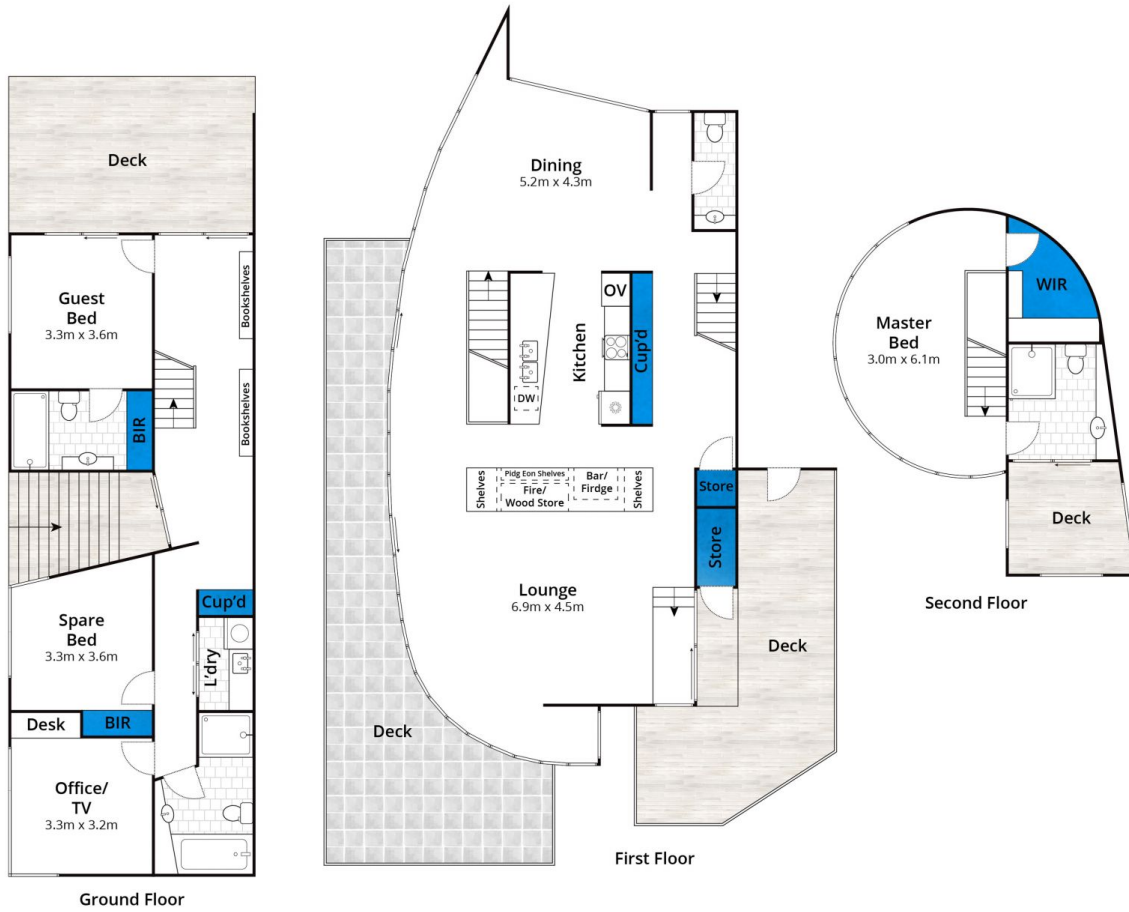 Deck
Guest
Bed
3.3m x 3.6m
Bookshelves
Bookshelves
BIR
Spare
Bed
3.3m x 3.6m
Cup'd
L'dry
Desk
BIR
Office/
TV
3.3m x 3.2m
Ground Floor
Dining
5.2m x 4.3m
OV
Kitchen
Cup'd
DW
Shelves
Pidg Eon Shelves
Fire/
Wood Store
Bar/
Firdge
Shelves
Store
Store
Lounge
6.9m x 4.5m
Deck
Deck
First Floor
Master
Bed
3.0m x 6.1m
WIR
Deck
Second Floor